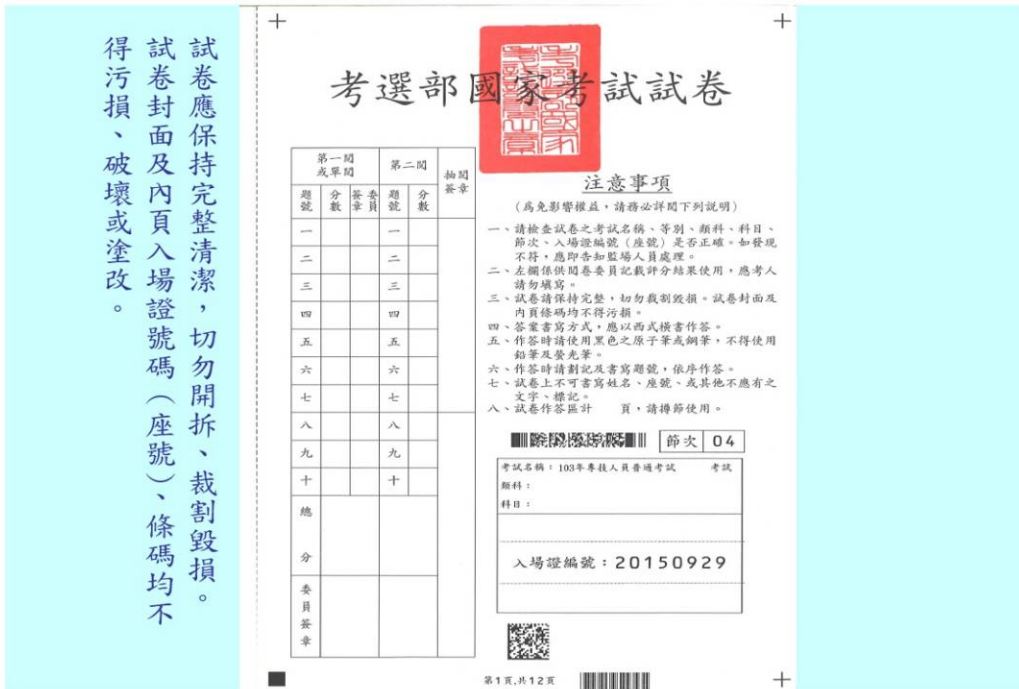 試卷應保持完整清潔，切勿開拆、裁割毀損。
試卷封面及內頁入場證號碼（座號）、條碼均不
得污損、破壞或塗改。
考選部國家考試試卷
第一閱或單閱 第二閱 抽閱簽章
題號 分數 委員簽章 題號 分數
一 一
二 二
三 三
四 四
五 五
六 六
七 七
八 八
九 九
十 十
總分
委員簽章
注意事項
（為免影響權益，請務必詳閱下列說明）
一、請檢查試卷之考試名稱、等別、類科、科目、
節次、入場證編號（座號）是否正確。如發現
不符，應即告知監場人員處理。
二、左欄係供閱卷委員記載評分結果使用，應考人
請勿填寫。
三、試卷請保持完整，切勿裁割毀損。試卷封面及
內頁條碼均不得污損。
四、答案書寫方式，應以西式橫書作答。
五、作答時請使用黑色之原子筆或鋼筆，不得使用
鉛筆及螢光筆。
六、作答時請劃記及書寫題號，依序作答。
七、試卷上不可書寫姓名、座號、或其他不應有之
文字、標記。
八、試卷作答區計 頁，請撙節使用。
節次 04
考試名稱：103年專技人員普通考試 考試
類科：
科目：
入場證編號：20150929
第1頁,共12頁